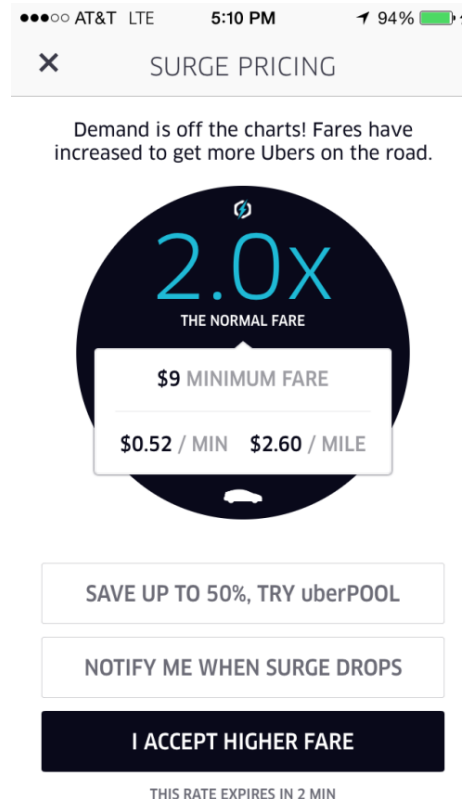 AT&T LTE 5:10 PM 94%
SURGE PRICING
Demand is off the charts! Fares have
increased to get more Ubers on the road.
2.0x
THE NORMAL FARE
$9 MINIMUM FARE
$0.52 / MIN $2.60 / MILE
SAVE UP TO 50%, TRY uberPOOL
NOTIFY ME WHEN SURGE DROPS
I ACCEPT HIGHER FARE
THIS RATE EXPIRES IN 2 MIN